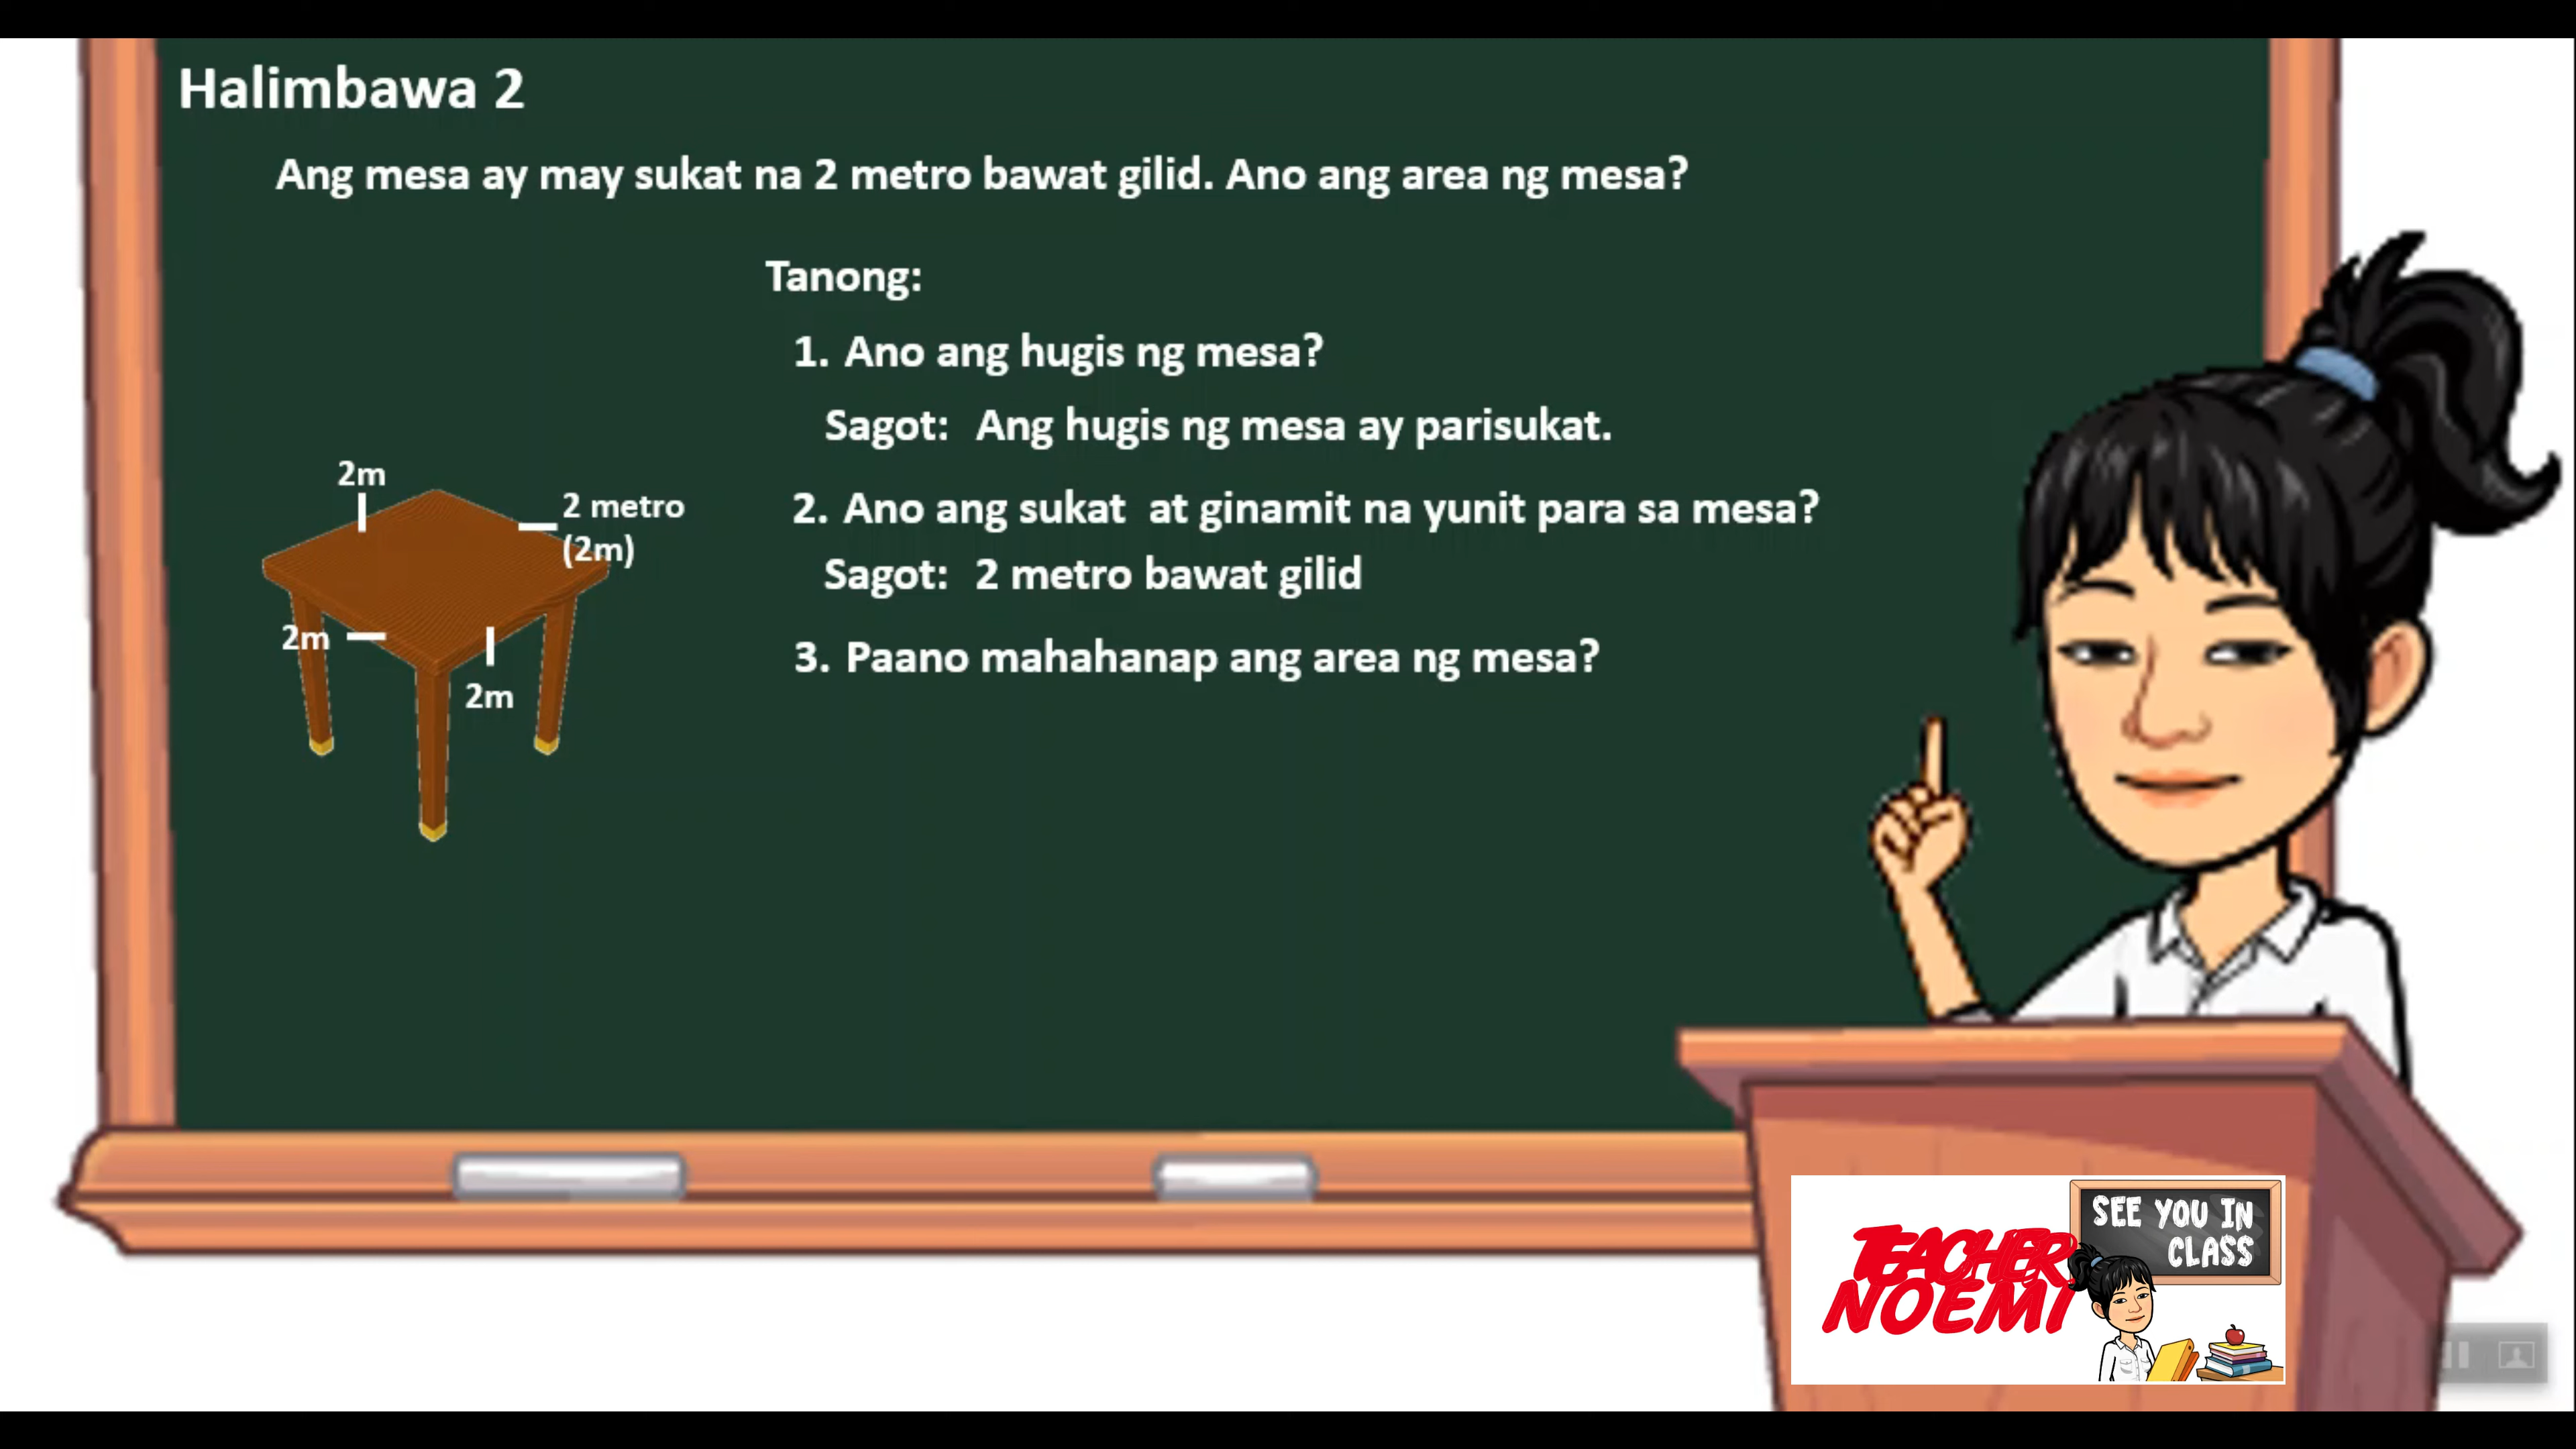 Halimbawa 2
Ang mesa ay may sukat na 2 metro bawat gilid. Ano ang area ng mesa?
Tanong:
1. Ano ang hugis ng mesa?
Sagot: Ang hugis ng mesa ay parisukat.
2m
2 metro
(2m)
2m
2m
2. Ano ang sukat at ginamit na yunit para sa mesa?
Sagot: 2 metro bawat gilid
3. Paano mahahanap ang area ng mesa?
TEACHER
NOEMI
SEE YOU IN
CLASS